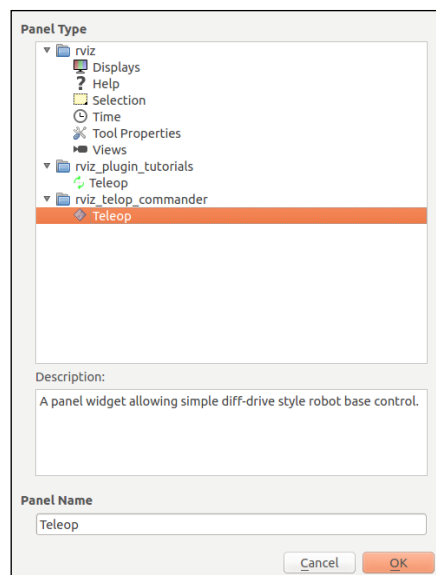 Panel Type
rviz
Displays
Help
Selection
Time
Tool Properties
Views
rviz_plugin_tutorials
Teleop
rviz_telop_commander
Teleop
Description:
A panel widget allowing simple diff-drive style robot base control.
Panel Name
Teleop
Cancel
OK